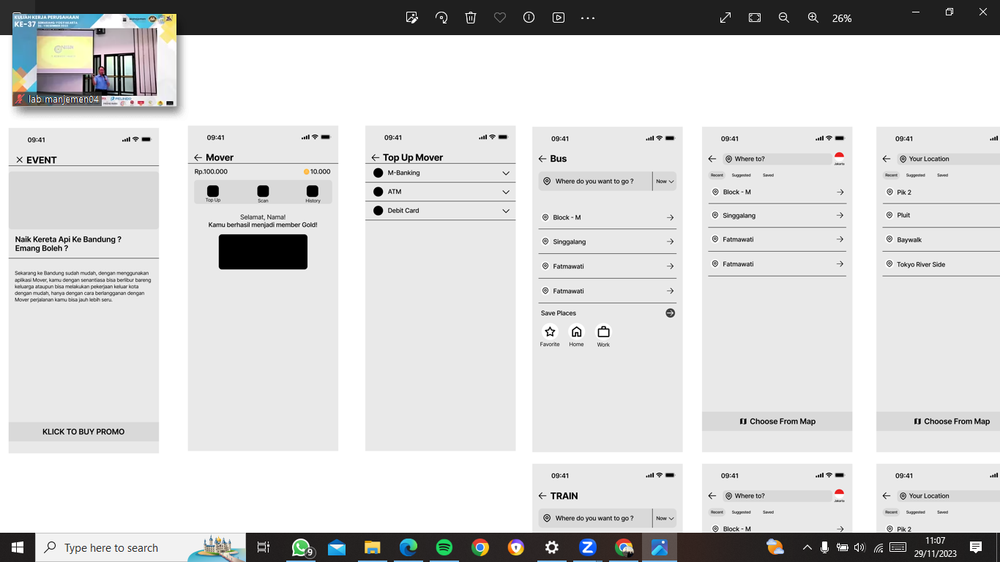 KULIAH KERJA PERUSAHAAN
KE-37
lab manjemen04
26%
09:41
EVENT
Naik Kereta Api Ke Bandung ?
Emang Boleh ?
Sekarang ke Bandung sudah mudah, dengan menggunakan
aplikasi Mover, kamu dengan senantiasa bisa berlibur bareng
keluarga ataupun bisa melakukan pekerjaan keluar kota
dengan mudah, hanya dengan cara berlangganan dengan
Mover perjalanan kamu bisa jauh lebih seru.
KLICK TO BUY PROMO
09:41
Mover
Rp.100.000 10.000
Top Up Scan History
Selamat, Nama!
Kamu berhasil menjadi member Gold!
09:41
Top Up Mover
M-Banking
ATM
Debit Card
09:41
Bus
Where do you want to go ? Now
Block - M
Singgalang
Fatmawati
Fatmawati
Save Places
Favorite Home Work
09:41
Where to? Jakarta
Recent Suggested Saved
Block - M
Singgalang
Fatmawati
Fatmawati
Choose From Map
09:41
Your Location
Recent Suggested Saved
Pik 2
Pluit
Baywalk
Tokyo River Side
Choose From Map
09:41
TRAIN
Where do you want to go ? Now
09:41
Where to? Jakarta
Recent Suggested Saved
Block - M
09:41
Your Location
Recent Suggested Saved
Pik 2
Type here to search
9
11:07
29/11/2023